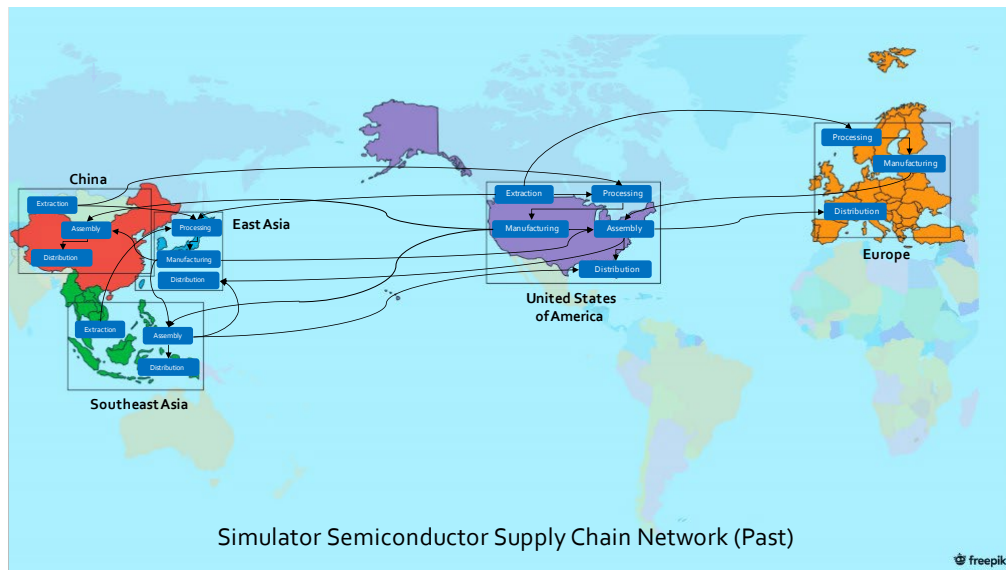 China
Extraction
Assembly
Distribution
East Asia
Processing
Manufacturing
Distribution
Southeast Asia
Extraction
Assembly
Distribution
Extraction
Processing
Manufacturing
Assembly
Distribution
United States
of America
Processing
Manufacturing
Distribution
Europe
Simulator Semiconductor Supply Chain Network (Past)
freepik